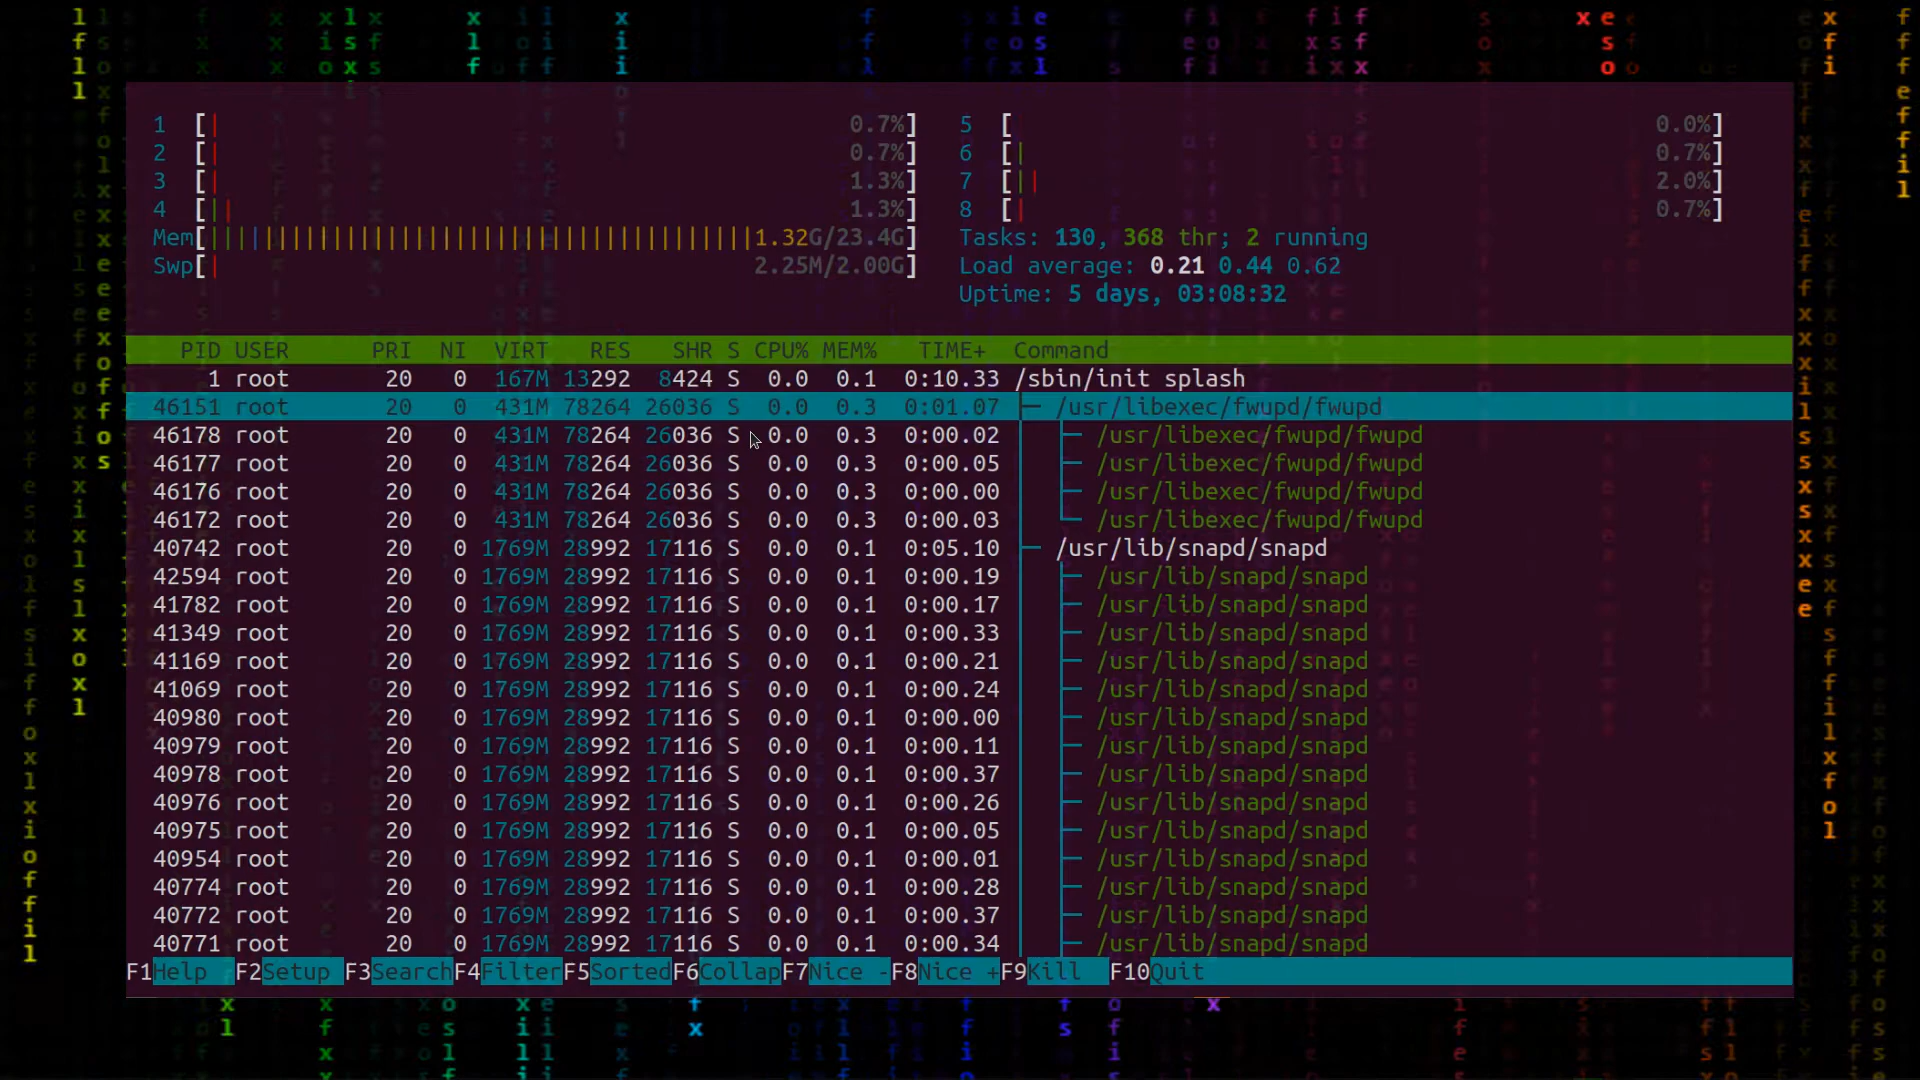 1 [| 0.7%] 5 [ 0.0%]
2 [| 0.7%] 6 [| 0.7%]
3 [| 1.3%] 7 [|| 2.0%]
4 [|| 1.3%] 8 [| 0.7%]
Mem[||||||||||||||||||||||||||||||||||||||||1.32G/23.4G] Tasks: 130, 368 thr; 2 running
Swp[| 2.25M/2.00G] Load average: 0.21 0.44 0.62
Uptime: 5 days, 03:08:32
PID USER PRI NI VIRT RES SHR S CPU% MEM% TIME+ Command
1 root 20 0 167M 13292 8424 S 0.0 0.1 0:10.33 /sbin/init splash
46151 root 20 0 431M 78264 26036 S 0.0 0.3 0:01.07 ├─ /usr/libexec/fwupd/fwupd
46178 root 20 0 431M 78264 26036 S 0.0 0.3 0:00.02 │ ├─ /usr/libexec/fwupd/fwupd
46177 root 20 0 431M 78264 26036 S 0.0 0.3 0:00.05 │ ├─ /usr/libexec/fwupd/fwupd
46176 root 20 0 431M 78264 26036 S 0.0 0.3 0:00.00 │ ├─ /usr/libexec/fwupd/fwupd
46172 root 20 0 431M 78264 26036 S 0.0 0.3 0:00.03 │ └─ /usr/libexec/fwupd/fwupd
40742 root 20 0 1769M 28992 17116 S 0.0 0.1 0:05.10 ├─ /usr/lib/snapd/snapd
42594 root 20 0 1769M 28992 17116 S 0.0 0.1 0:00.19 │ ├─ /usr/lib/snapd/snapd
41782 root 20 0 1769M 28992 17116 S 0.0 0.1 0:00.17 │ ├─ /usr/lib/snapd/snapd
41349 root 20 0 1769M 28992 17116 S 0.0 0.1 0:00.33 │ ├─ /usr/lib/snapd/snapd
41169 root 20 0 1769M 28992 17116 S 0.0 0.1 0:00.21 │ ├─ /usr/lib/snapd/snapd
41069 root 20 0 1769M 28992 17116 S 0.0 0.1 0:00.24 │ ├─ /usr/lib/snapd/snapd
40980 root 20 0 1769M 28992 17116 S 0.0 0.1 0:00.00 │ ├─ /usr/lib/snapd/snapd
40979 root 20 0 1769M 28992 17116 S 0.0 0.1 0:00.11 │ ├─ /usr/lib/snapd/snapd
40978 root 20 0 1769M 28992 17116 S 0.0 0.1 0:00.37 │ ├─ /usr/lib/snapd/snapd
40976 root 20 0 1769M 28992 17116 S 0.0 0.1 0:00.26 │ ├─ /usr/lib/snapd/snapd
40975 root 20 0 1769M 28992 17116 S 0.0 0.1 0:00.05 │ ├─ /usr/lib/snapd/snapd
40954 root 20 0 1769M 28992 17116 S 0.0 0.1 0:00.01 │ ├─ /usr/lib/snapd/snapd
40774 root 20 0 1769M 28992 17116 S 0.0 0.1 0:00.28 │ ├─ /usr/lib/snapd/snapd
40772 root 20 0 1769M 28992 17116 S 0.0 0.1 0:00.37 │ ├─ /usr/lib/snapd/snapd
40771 root 20 0 1769M 28992 17116 S 0.0 0.1 0:00.34 │ ├─ /usr/lib/snapd/snapd
F1Help F2Setup F3SearchF4FilterF5SortedF6CollapF7Nice -F8Nice +F9Kill F10Quit